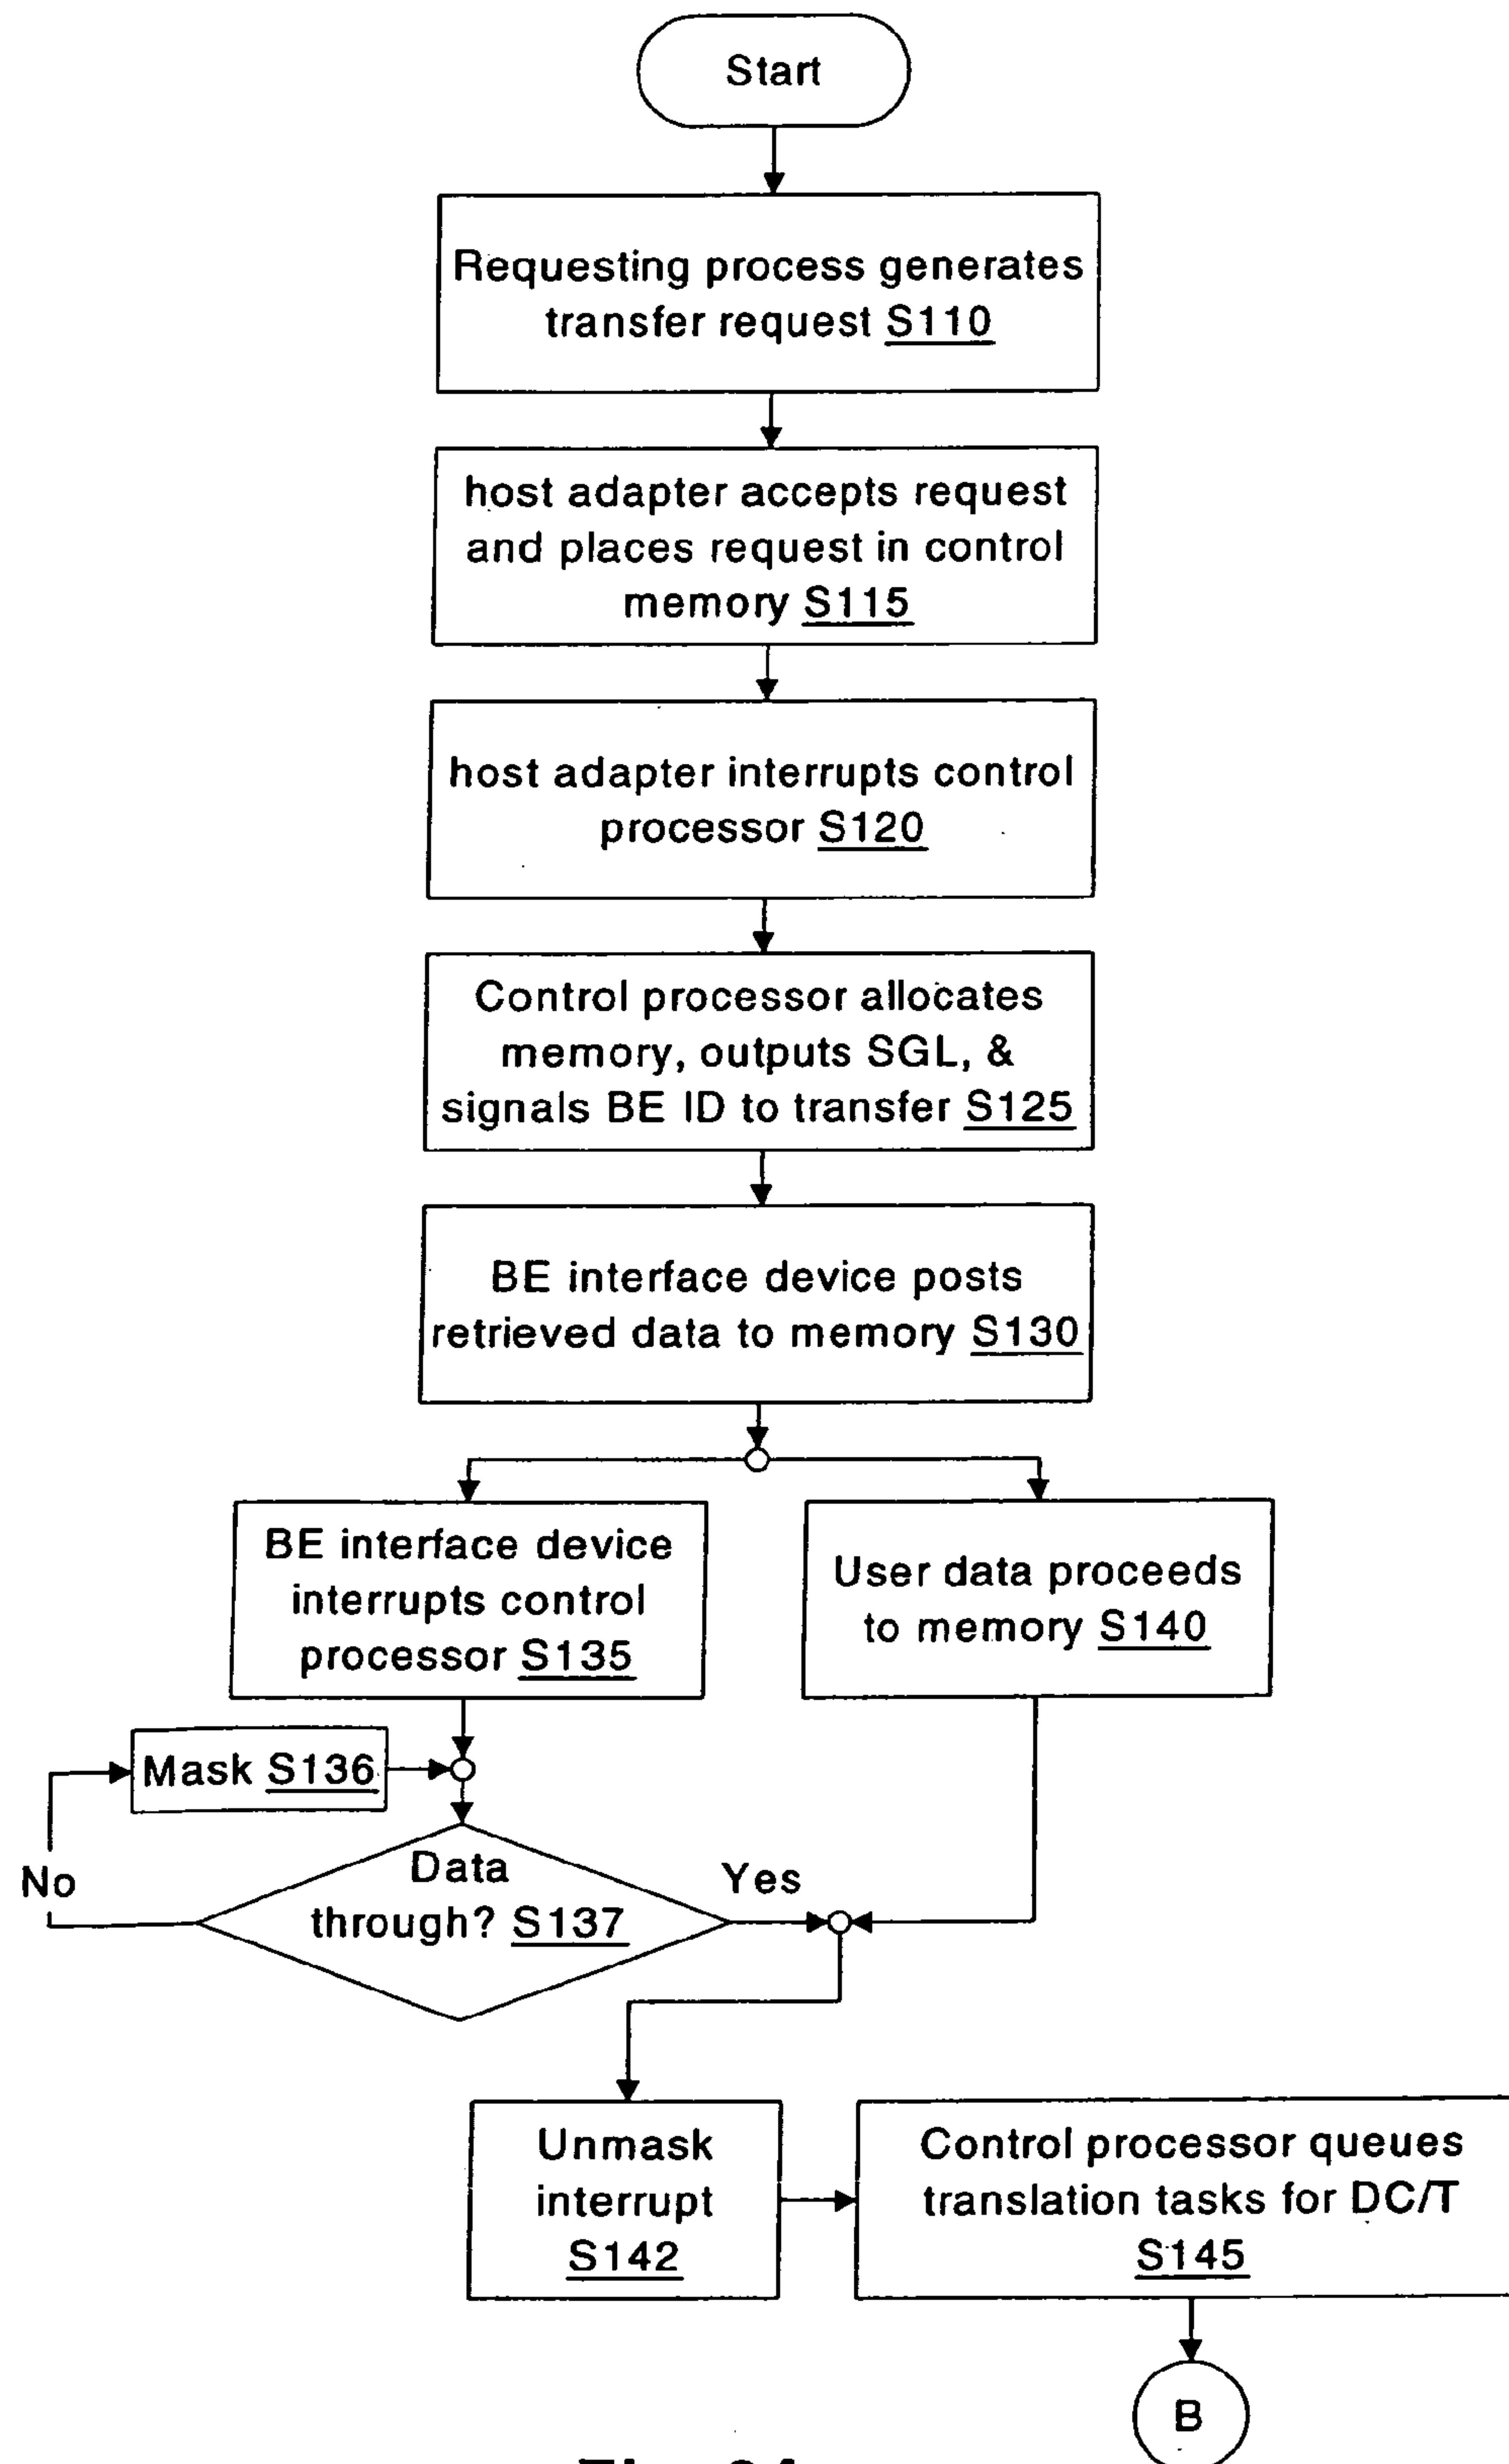 Start
Requesting process generates
transfer request S110
host adapter accepts request
and places request in control
memory S115
host adapter interrupts control
processor S120
Control processor allocates
memory, outputs SGL, &
signals BE ID to transfer S125
BE interface device posts
retrieved data to memory S130
BE interface device
interrupts control
processor S135
User data proceeds
to memory S140
Mask S136
No
Data
through? S137
Yes
Unmask
interrupt
S142
Control processor queues
translation tasks for DC/T
S145
B